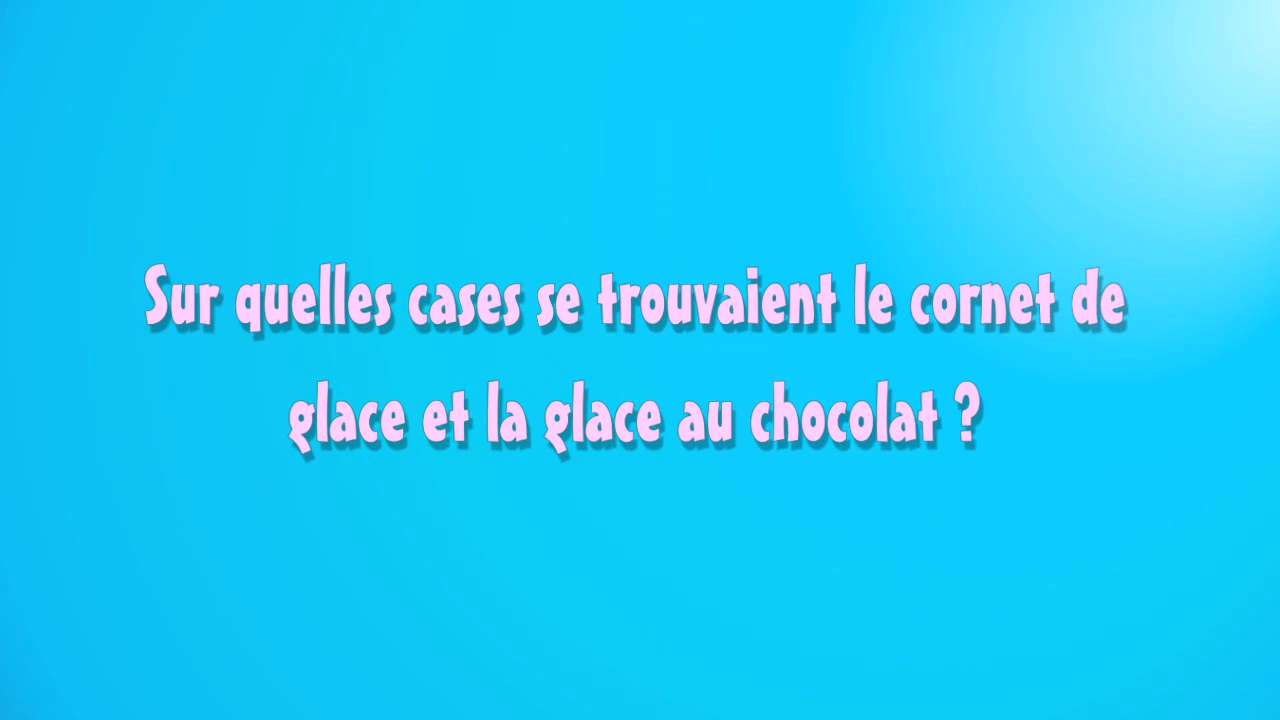 Sur quelles cases se trouvaient le cornet de
glace et la glace au chocolat ?